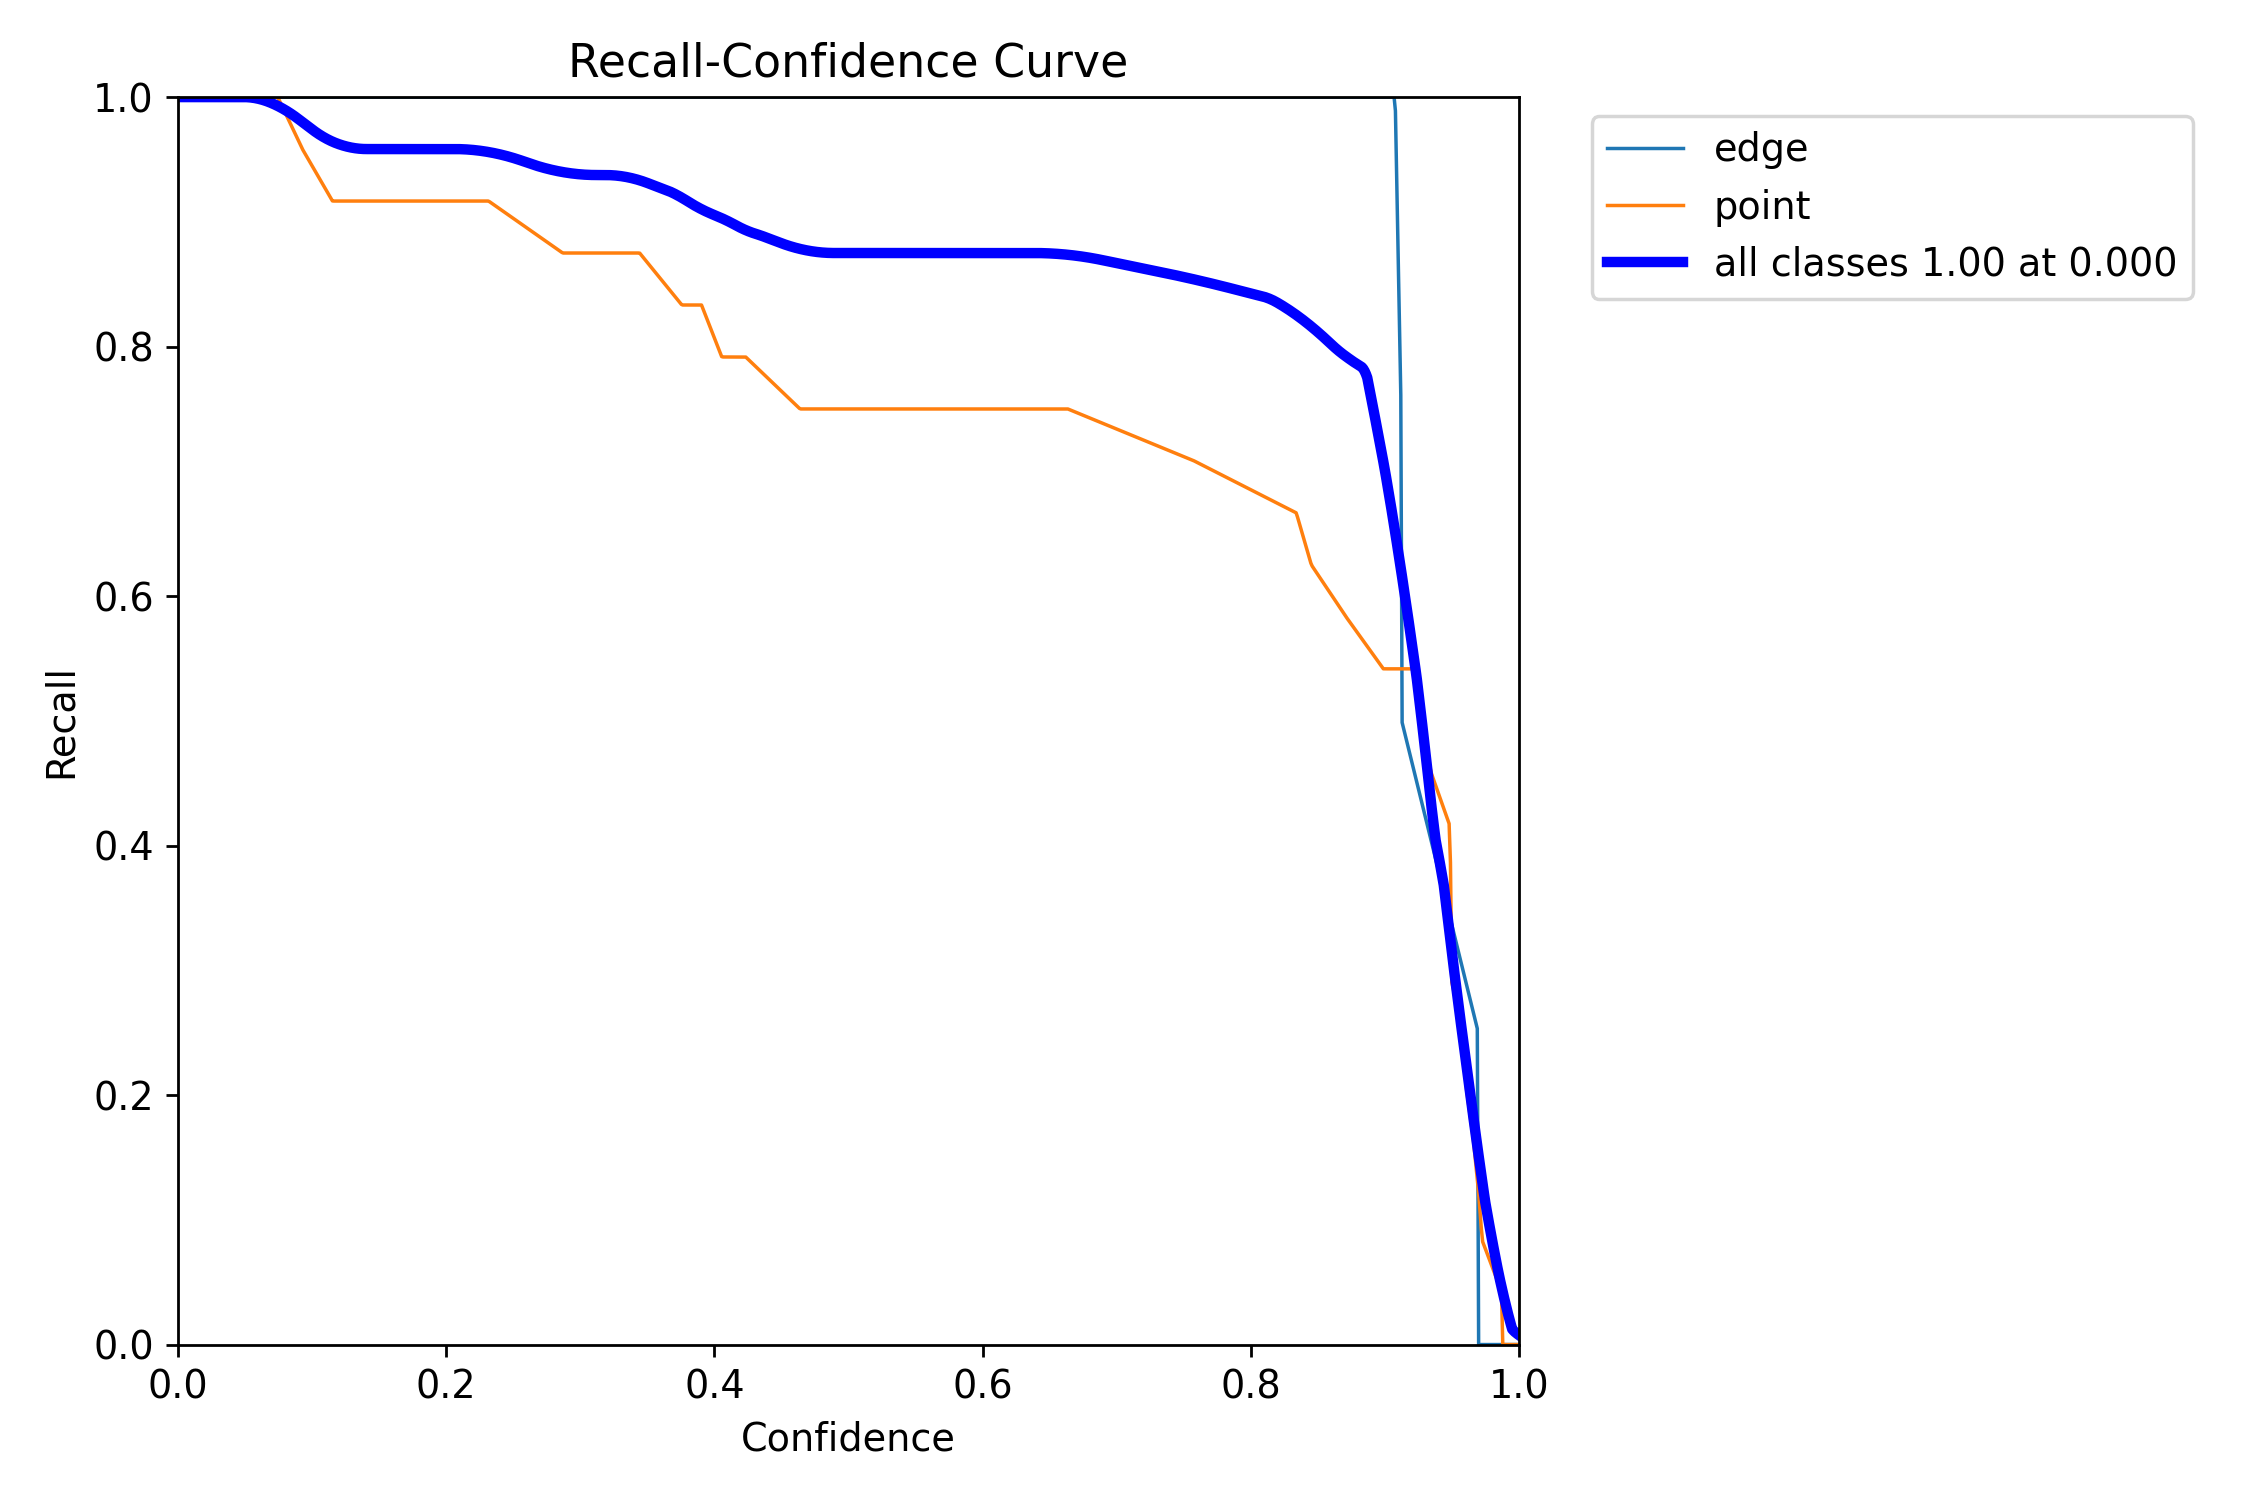 Recall-Confidence Curve
1.0
0.8
0.6
0.4
0.2
0.0
Recall
0.0 0.2 0.4 0.6 0.8 1.0
Confidence
edge
point
all classes 1.00 at 0.000